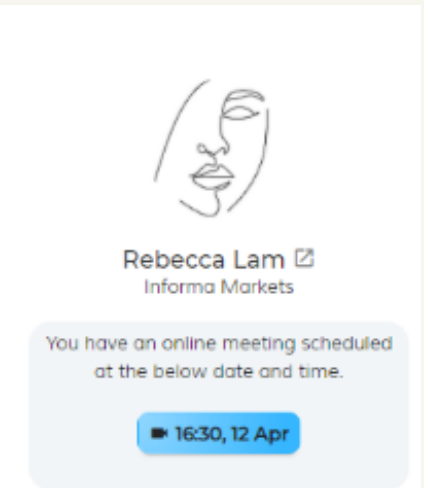 Rebecca Lam
Informa Markets
You have an online meeting scheduled
at the below date and time.
16:30, 12 Apr